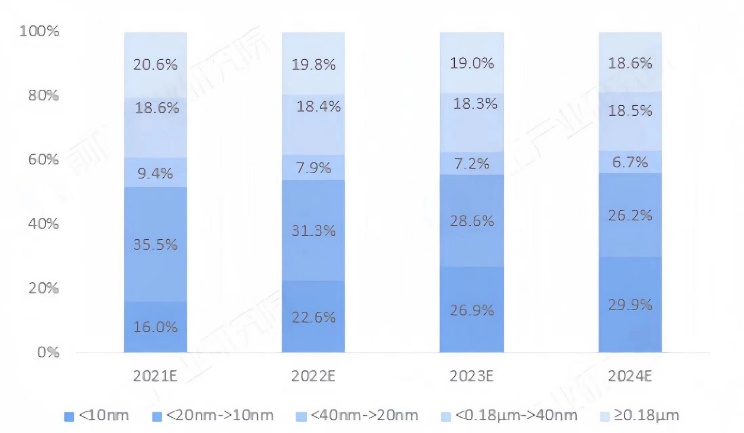 100%
20.6% 19.8% 19.0% 18.6%
80%
18.6% 18.4% 18.3% 18.5%
60%
9.4% 7.9% 7.2% 6.7%
40%
35.5% 31.3% 28.6% 26.2%
20%
16.0% 22.6% 26.9% 29.9%
0%
2021E 2022E 2023E 2024E
<10nm <20nm->10nm <40nm->20nm <0.18μm->40nm ≥0.18μm